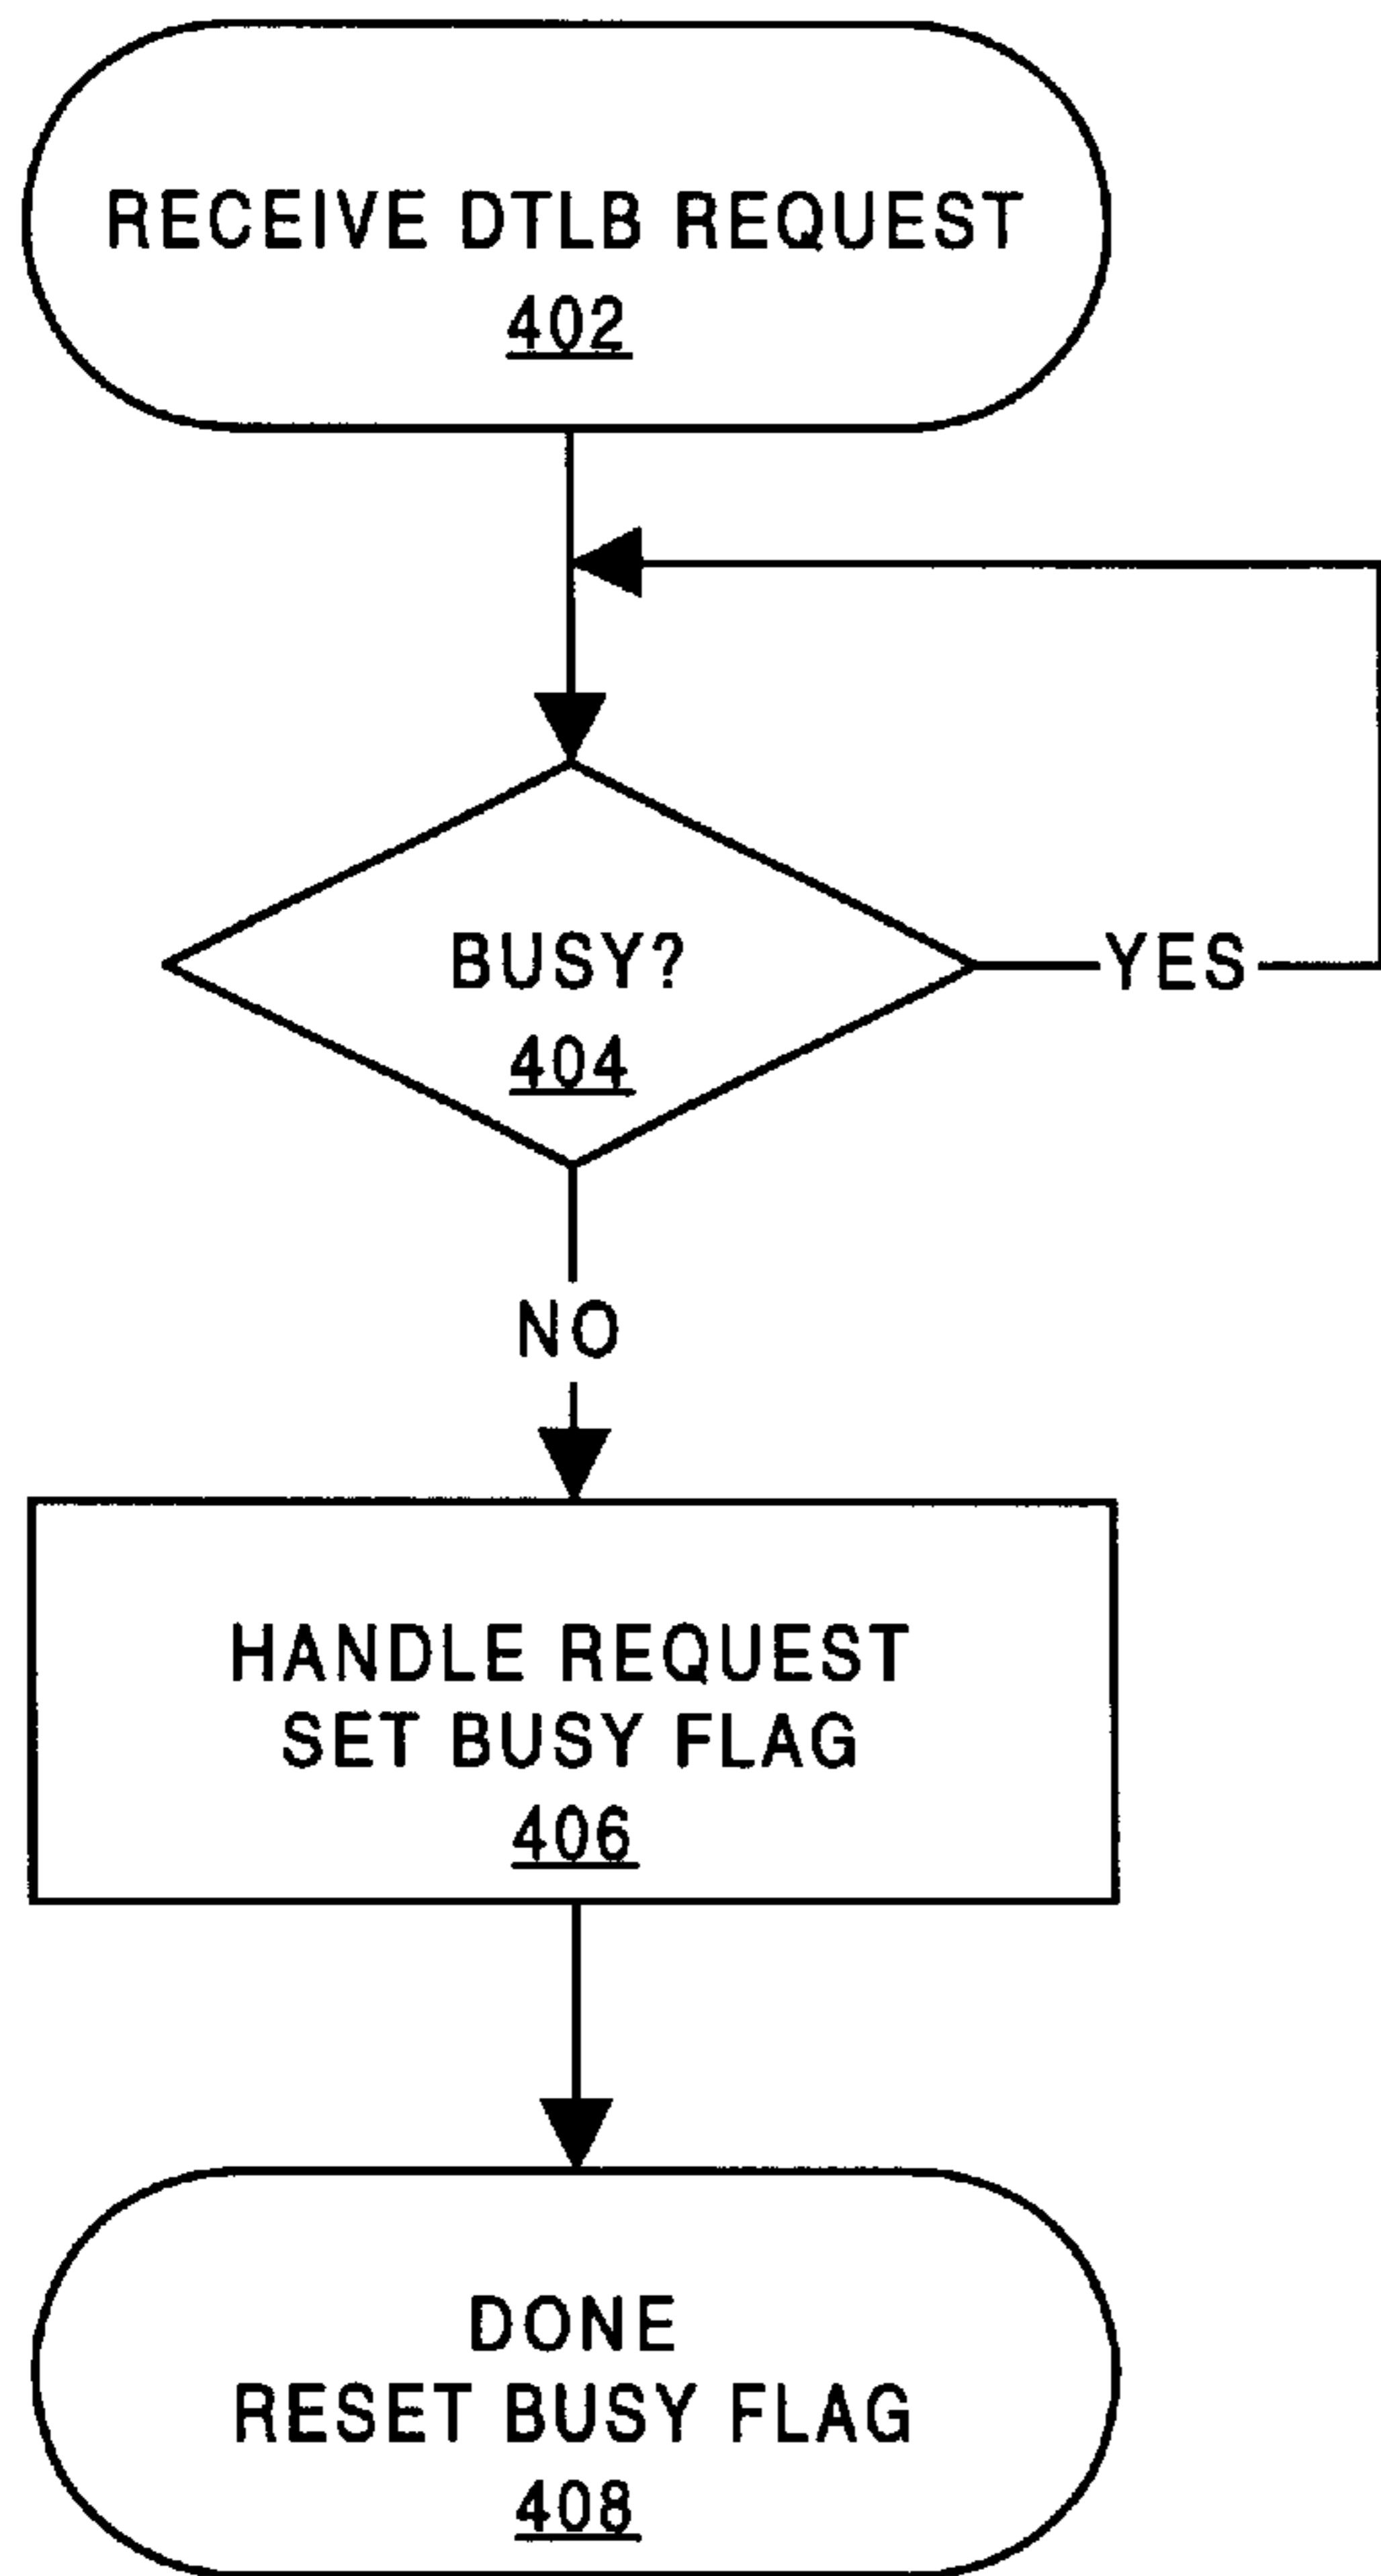 RECEIVE DTLB REQUEST
402
BUSY?
404
YES
NO
HANDLE REQUEST
SET BUSY FLAG
406
DONE
RESET BUSY FLAG
408